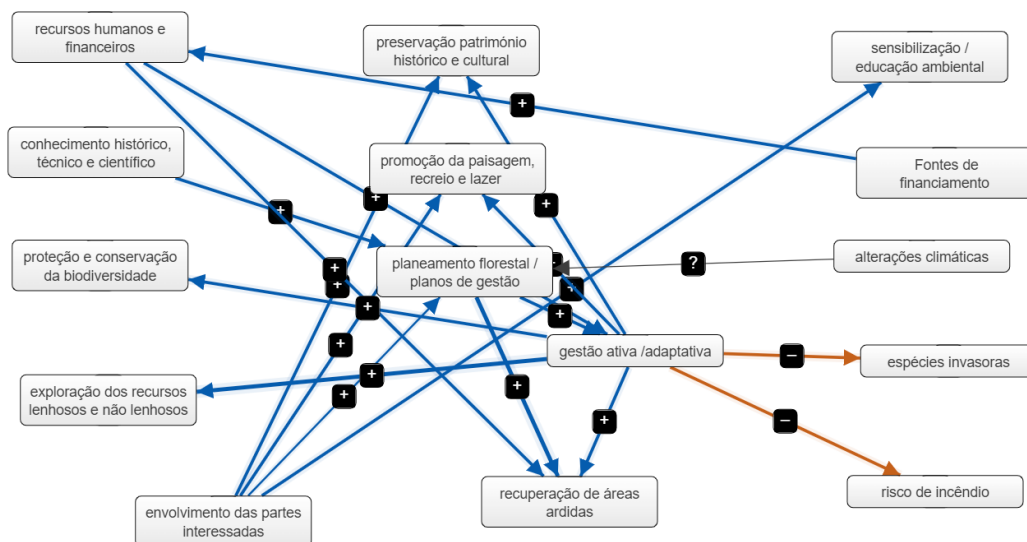 recursos humanos e
financeiros
preservação património
histórico e cultural
sensibilização /
educação ambiental
+
conhecimento histórico,
técnico e científico
promoção da paisagem,
recreio e lazer
Fontes de
financiamento
+
+
+
proteção e conservação
da biodiversidade
planeamento florestal /
planos de gestão
?
alterações climáticas
+
+
+
+
+
+
gestão ativa /adaptativa
–
espécies invasoras
+
+
exploração dos recursos
lenhosos e não lenhosos
+
+
+
–
envolvimento das partes
interessadas
recuperação de áreas
ardidas
risco de incêndio